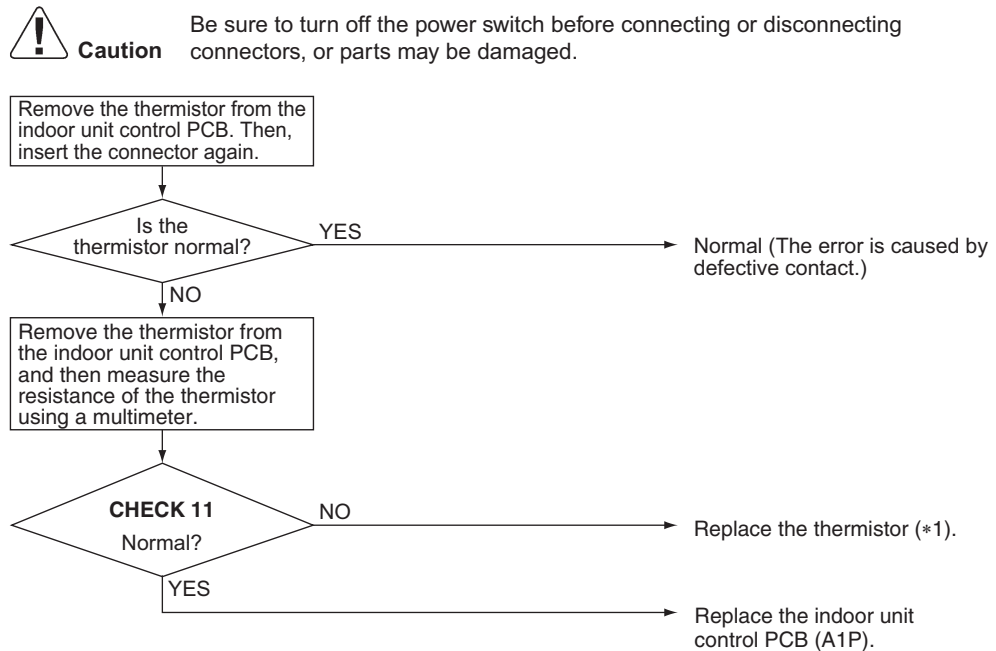 Be sure to turn off the power switch before connecting or disconnecting
Caution connectors, or parts may be damaged.
Remove the thermistor from the
indoor unit control PCB. Then,
insert the connector again.
Is the
thermistor normal?
YES
Normal (The error is caused by
defective contact.)
NO
Remove the thermistor from
the indoor unit control PCB,
and then measure the
resistance of the thermistor
using a multimeter.
CHECK 11
Normal?
NO
Replace the thermistor (*1).
YES
Replace the indoor unit
control PCB (A1P).